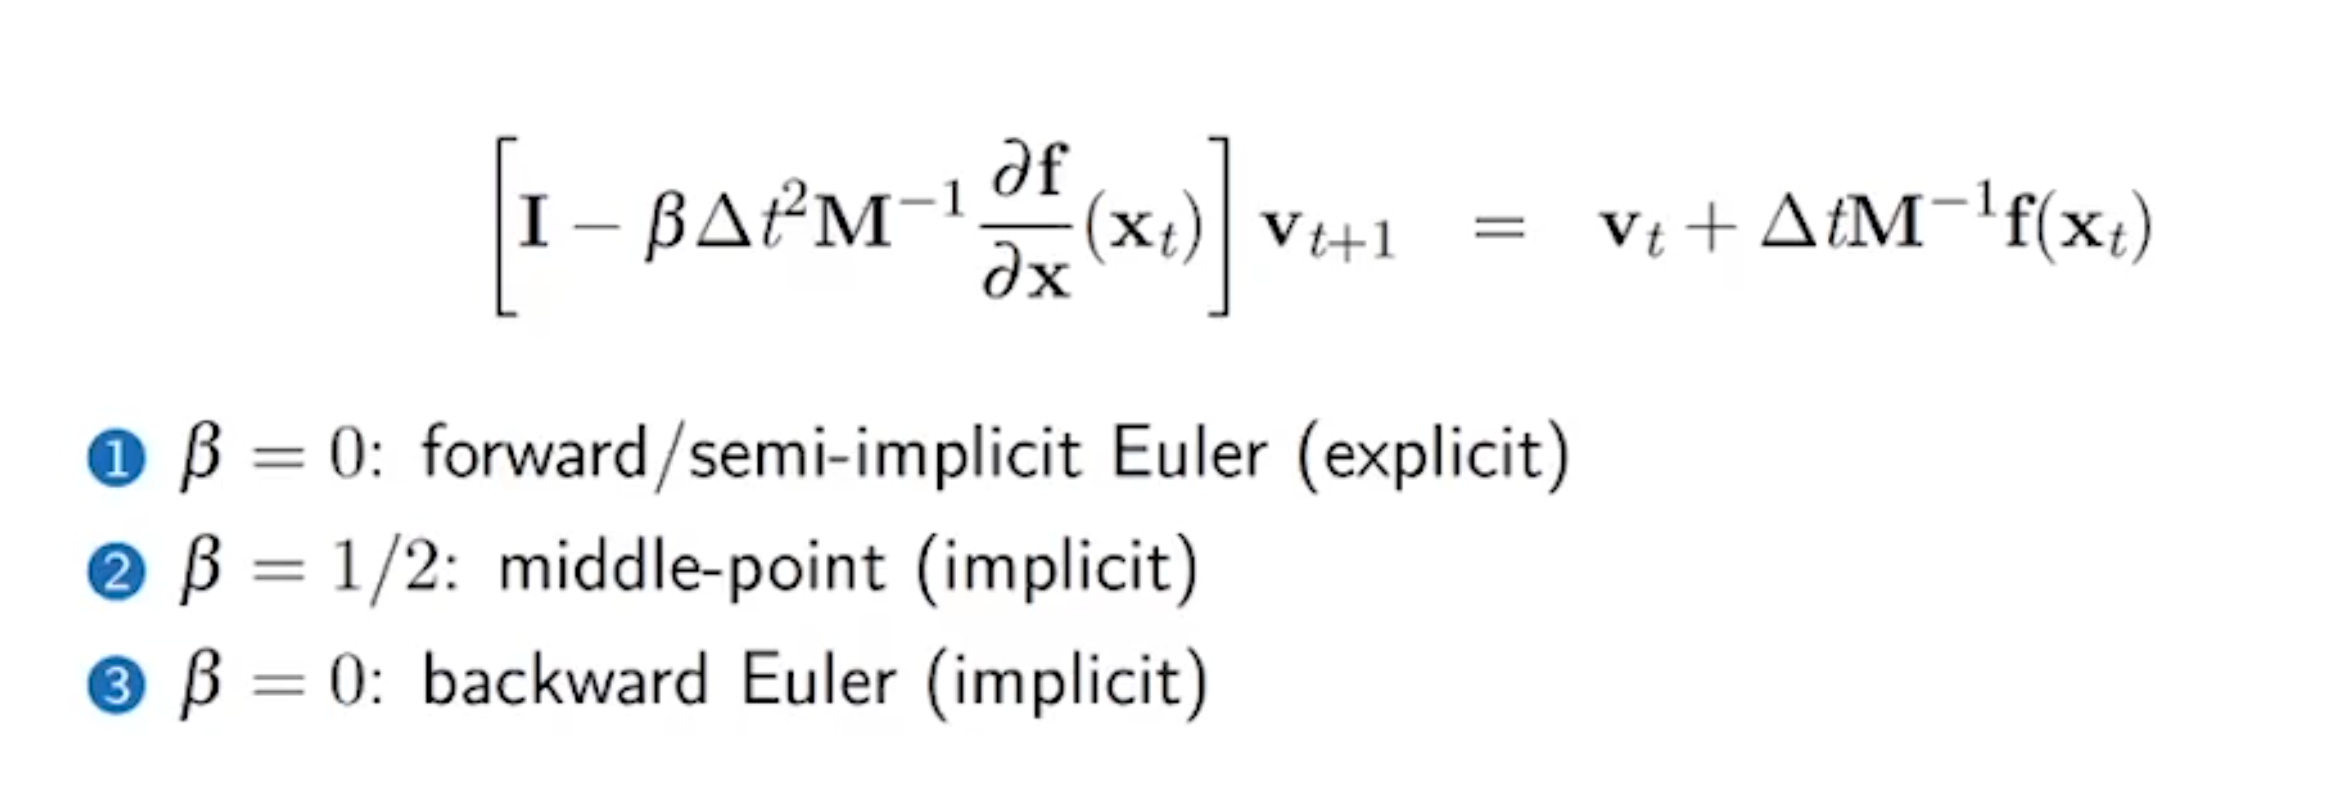 [I − βΔt²M⁻¹ ∂f/∂x (xₜ)] vₜ₊₁ = vₜ + ΔtM⁻¹f(xₜ)
1 β = 0: forward/semi-implicit Euler (explicit)
2 β = 1/2: middle-point (implicit)
3 β = 0: backward Euler (implicit)